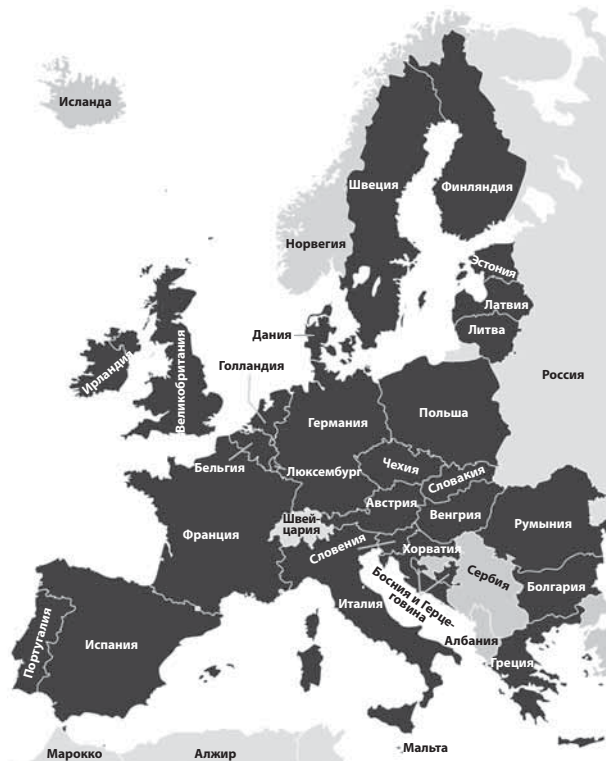 Исланда
Швеция
Финляндия
Норвегия
Эстония
Латвия
Литва
Дания
Голландия
Россия
Ирландия
Великобритания
Германия
Польша
Бельгия
Люксембург
Чехия
Словакия
Австрия
Венгрия
Румыния
Франция
Швей-
цария
Словения
Хорватия
Сербия
Босния и Герце-
говина
Болгария
Италия
Албания
Греция
Португалия
Испания
Мальта
Марокко
Алжир